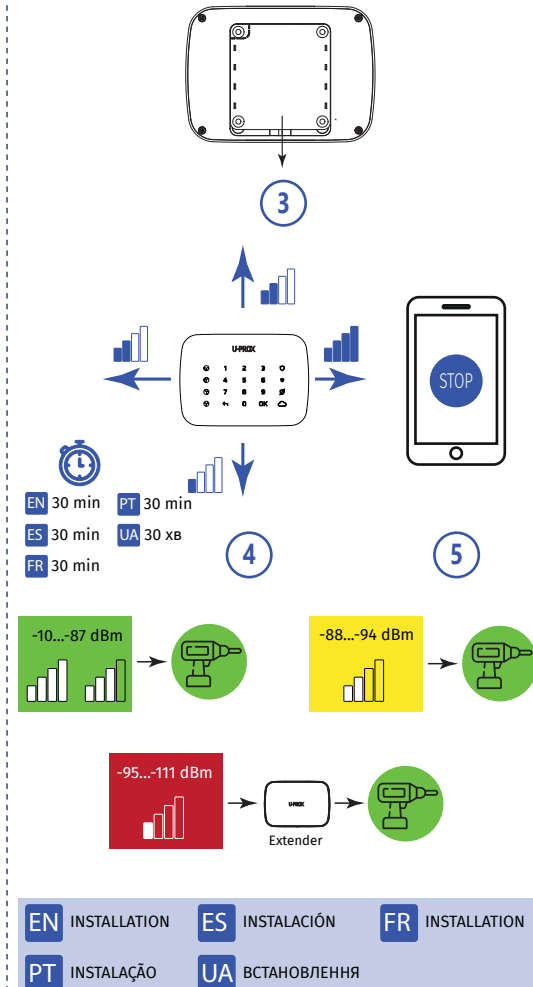 3
U-PROX
1 2 3
4 5 6
7 8 9
0 OK
STOP
EN 30 min
PT 30 min
ES 30 min
UA 30 хв
FR 30 min
4
5
-10...-87 dBm
-88...-94 dBm
-95...-111 dBm
U-PROX
Extender
EN INSTALLATION
ES INSTALACIÓN
FR INSTALLATION
PT INSTALAÇÃO
UA ВСТАНОВЛЕННЯ